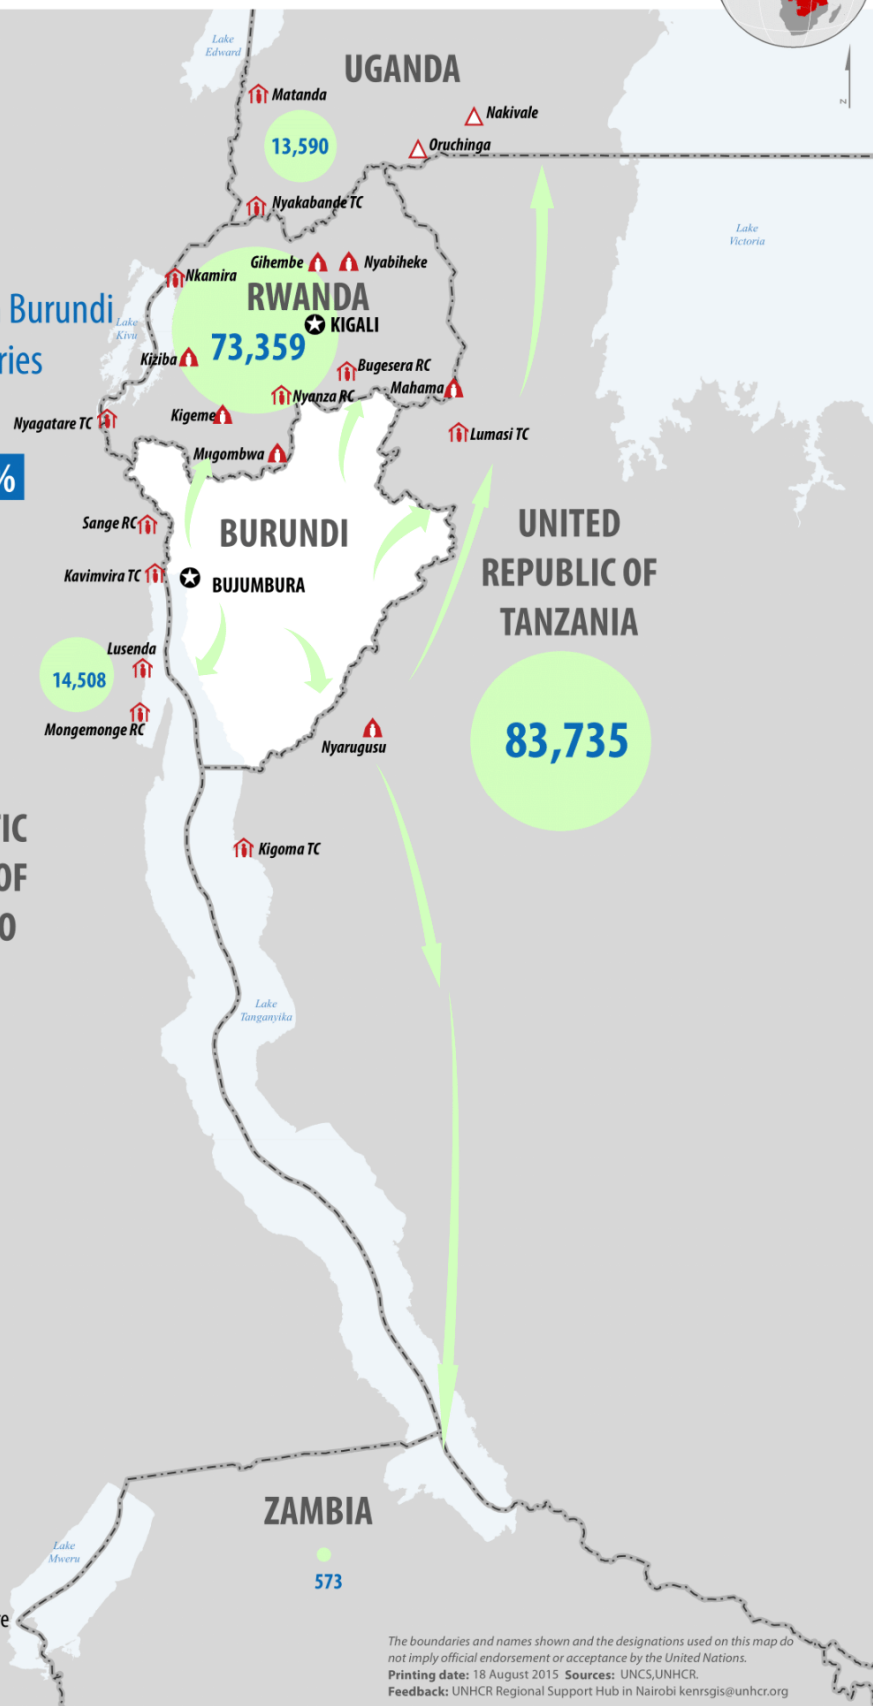 Lake
Edward
UGANDA
Matanda
Nakivale
N
13,590
Oruchinga
Nyakabande TC
Lake
Victoria
Gihembe
Nyabiheke
Nkamira
RWANDA
Burundi
Lake
Kivu
KIGALI
73,359
ries
Kiziba
Bugesera RC
Mahama
Nyanza RC
Nyagatare TC
Kigeme
Lumasi TC
Mugombwa
%
Sange RC
BURUNDI
UNITED
REPUBLIC OF
TANZANIA
Kavimvira TC
BUJUMBURA
Lusenda
14,508
Mongemonge RC
Nyarugusu
83,735
TIC
OF
O
Kigoma TC
Lake
Tanganyika
ZAMBIA
Lake
Mweru
573
The boundaries and names shown and the designations used on this map do
not imply official endorsement or acceptance by the United Nations.
Printing date: 18 August 2015 Sources: UNCS,UNHCR.
Feedback: UNHCR Regional Support Hub in Nairobi kenrsgis@unhcr.org